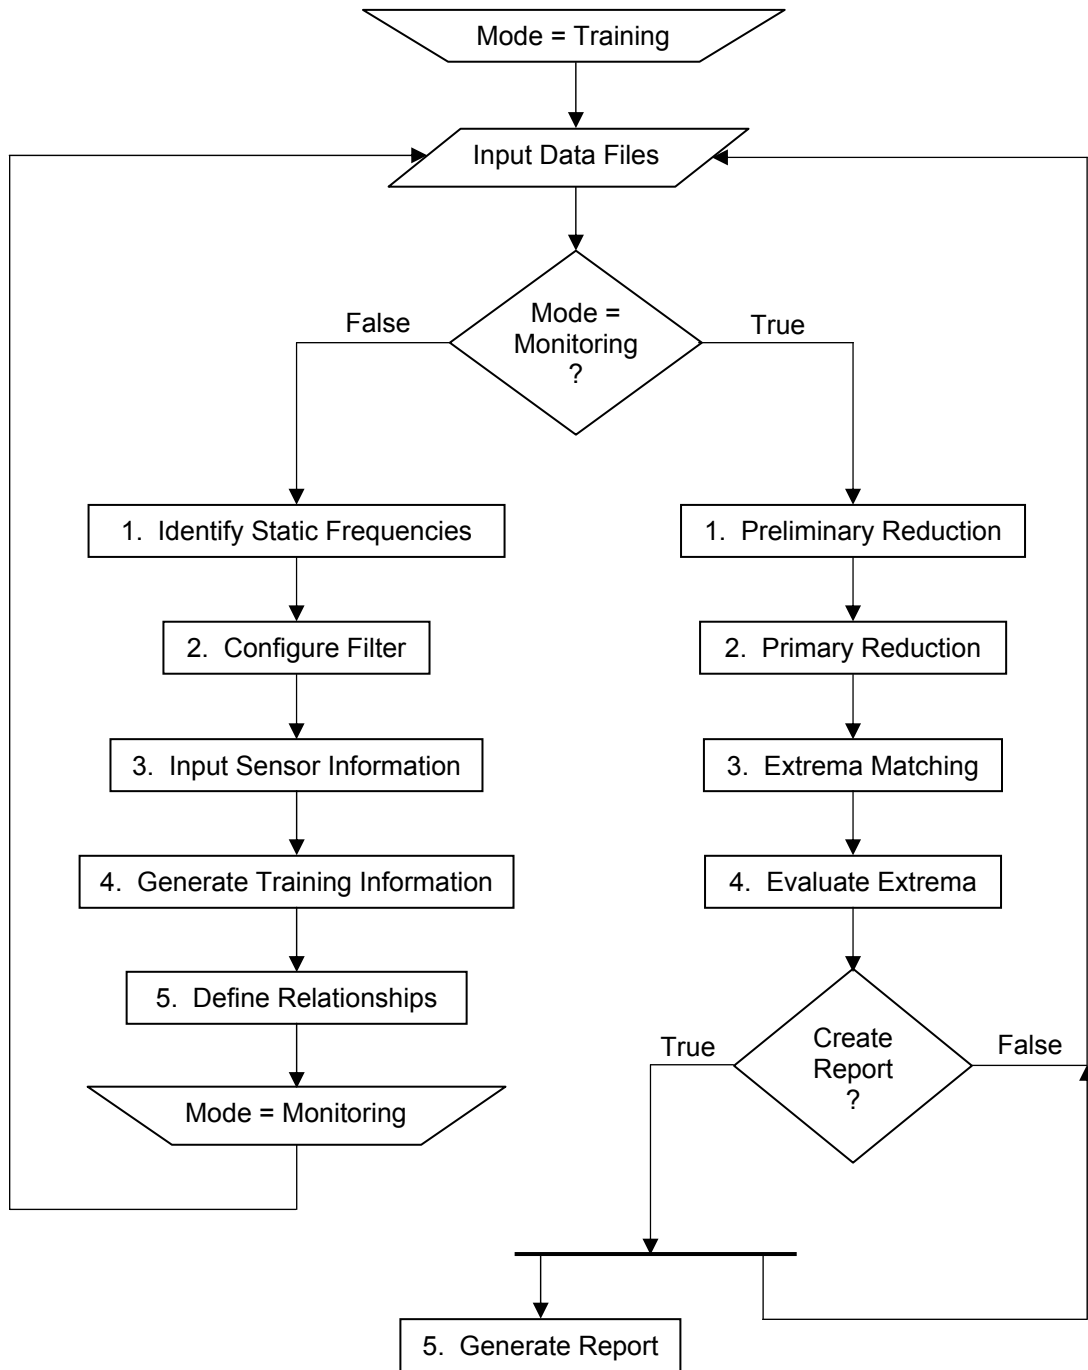 Mode = Training
Input Data Files
Mode =
Monitoring
?
False
True
1. Identify Static Frequencies
2. Configure Filter
3. Input Sensor Information
4. Generate Training Information
5. Define Relationships
Mode = Monitoring
1. Preliminary Reduction
2. Primary Reduction
3. Extrema Matching
4. Evaluate Extrema
Create
Report
?
True
False
5. Generate Report